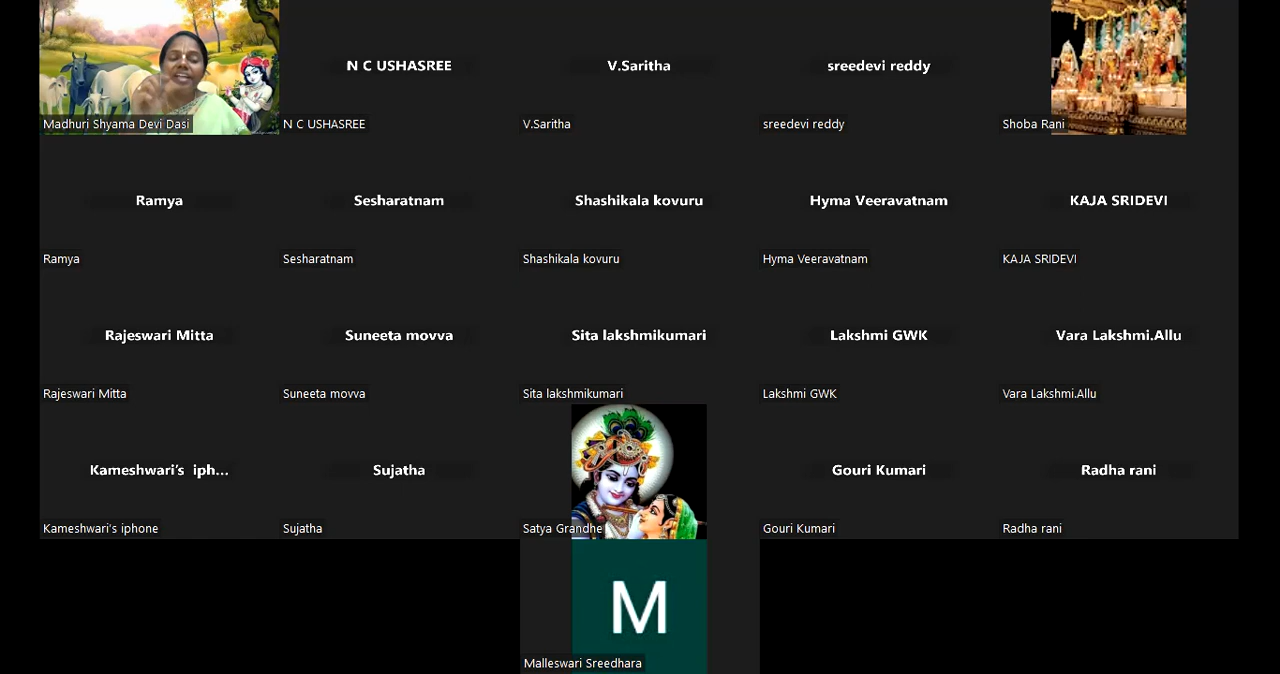 N C USHASREE
V.Saritha
sreedevi reddy
Madhuri Shyama Devi Dasi
N C USHASREE
V.Saritha
sreedevi reddy
Shoba Rani
Ramya
Sesharatnam
Shashikala kovuru
Hyma Veeravatnam
KAJA SRIDEVI
Ramya
Sesharatnam
Shashikala kovuru
Hyma Veeravatnam
KAJA SRIDEVI
Rajeswari Mitta
Suneeta movva
Sita lakshmikumari
Lakshmi GWK
Vara Lakshmi.Allu
Rajeswari Mitta
Suneeta movva
Sita lakshmikumari
Lakshmi GWK
Vara Lakshmi.Allu
Kameshwari's iph...
Sujatha
Gouri Kumari
Radha rani
Kameshwari's iphone
Sujatha
Satya Grandhe
Gouri Kumari
Radha rani
M
Malleswari Sreedhara